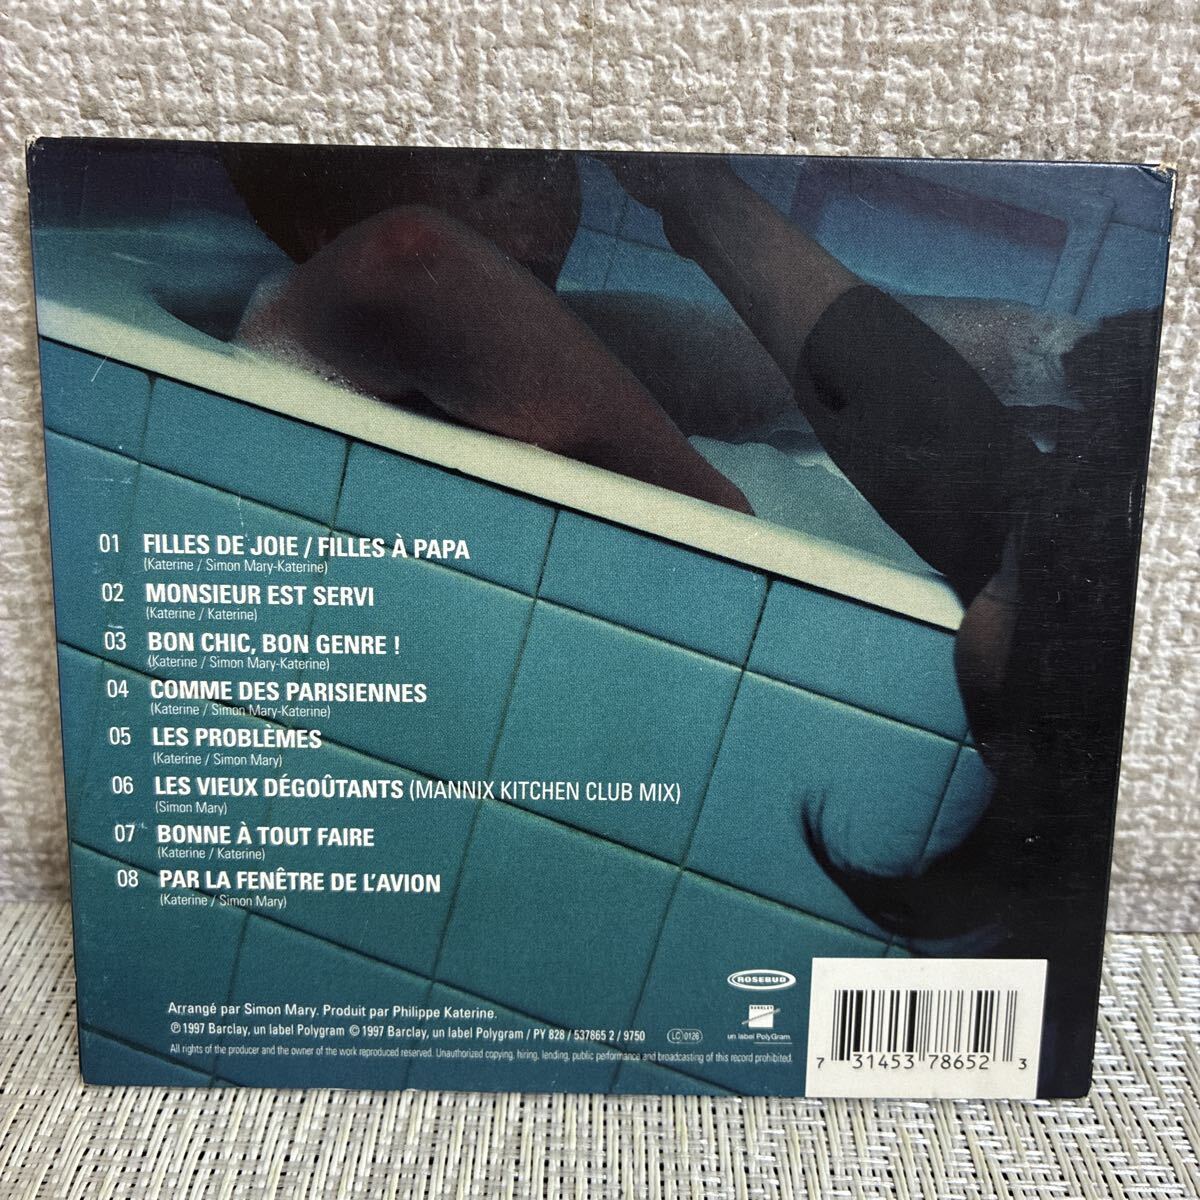 01 FILLES DE JOIE / FILLES À PAPA
(Katerine / Simon Mary-Katerine)
02 MONSIEUR EST SERVI
(Katerine / Katerine)
03 BON CHIC, BON GENRE !
(Katerine / Simon Mary-Katerine)
04 COMME DES PARISIENNES
(Katerine / Simon Mary-Katerine)
05 LES PROBLÈMES
(Katerine / Simon Mary)
06 LES VIEUX DÉGOÛTANTS (MANNIX KITCHEN CLUB MIX)
(Simon Mary)
07 BONNE À TOUT FAIRE
(Katerine / Katerine)
08 PAR LA FENÊTRE DE L'AVION
(Katerine / Simon Mary)
ROSEBUD
Arrangé par Simon Mary. Produit par Philippe Katerine.
℗ 1997 Barclay, un label Polygram © 1997 Barclay, un label Polygram / PY 828 / 537865 2 / 9750
LC 0126
BARCLAY
un label PolyGram
All rights of the producer and the owner of the work reproduced reserved. Unauthorized copying, hiring, lending, public performance and broadcasting of this record prohibited.
7 31453 78652 3